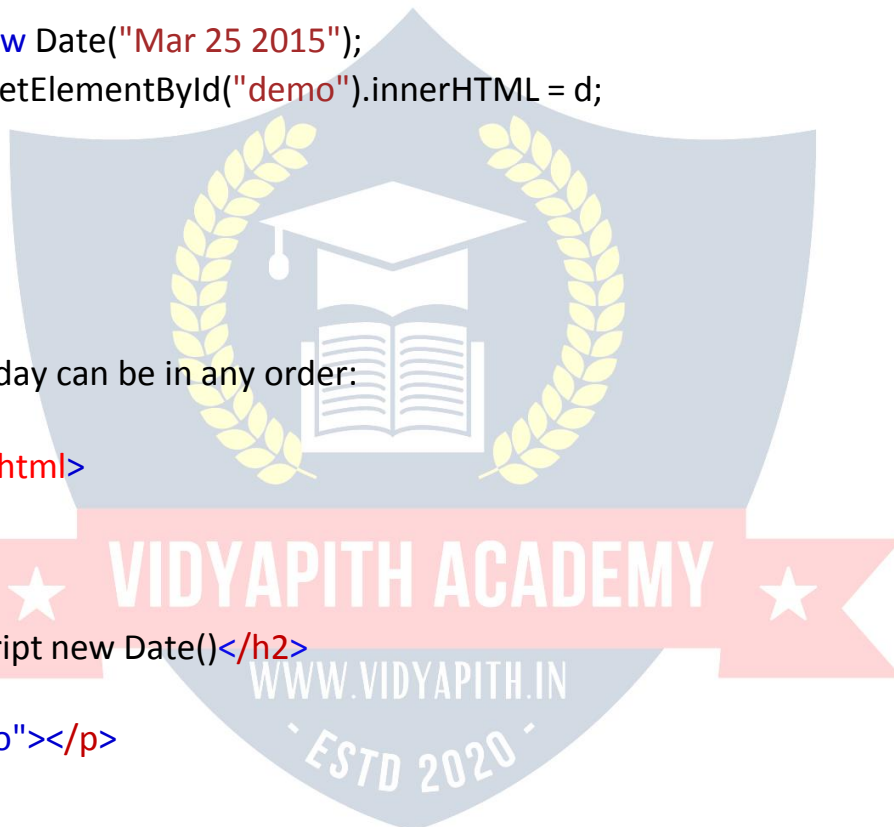 w Date("Mar 25 2015");
etElementById("demo").innerHTML = d;
day can be in any order:
html>
VIDYAPITH ACADEMY
ript new Date()</h2>
WWW.VIDYAPITH.IN
o"></p>
- ESTD 2020 -